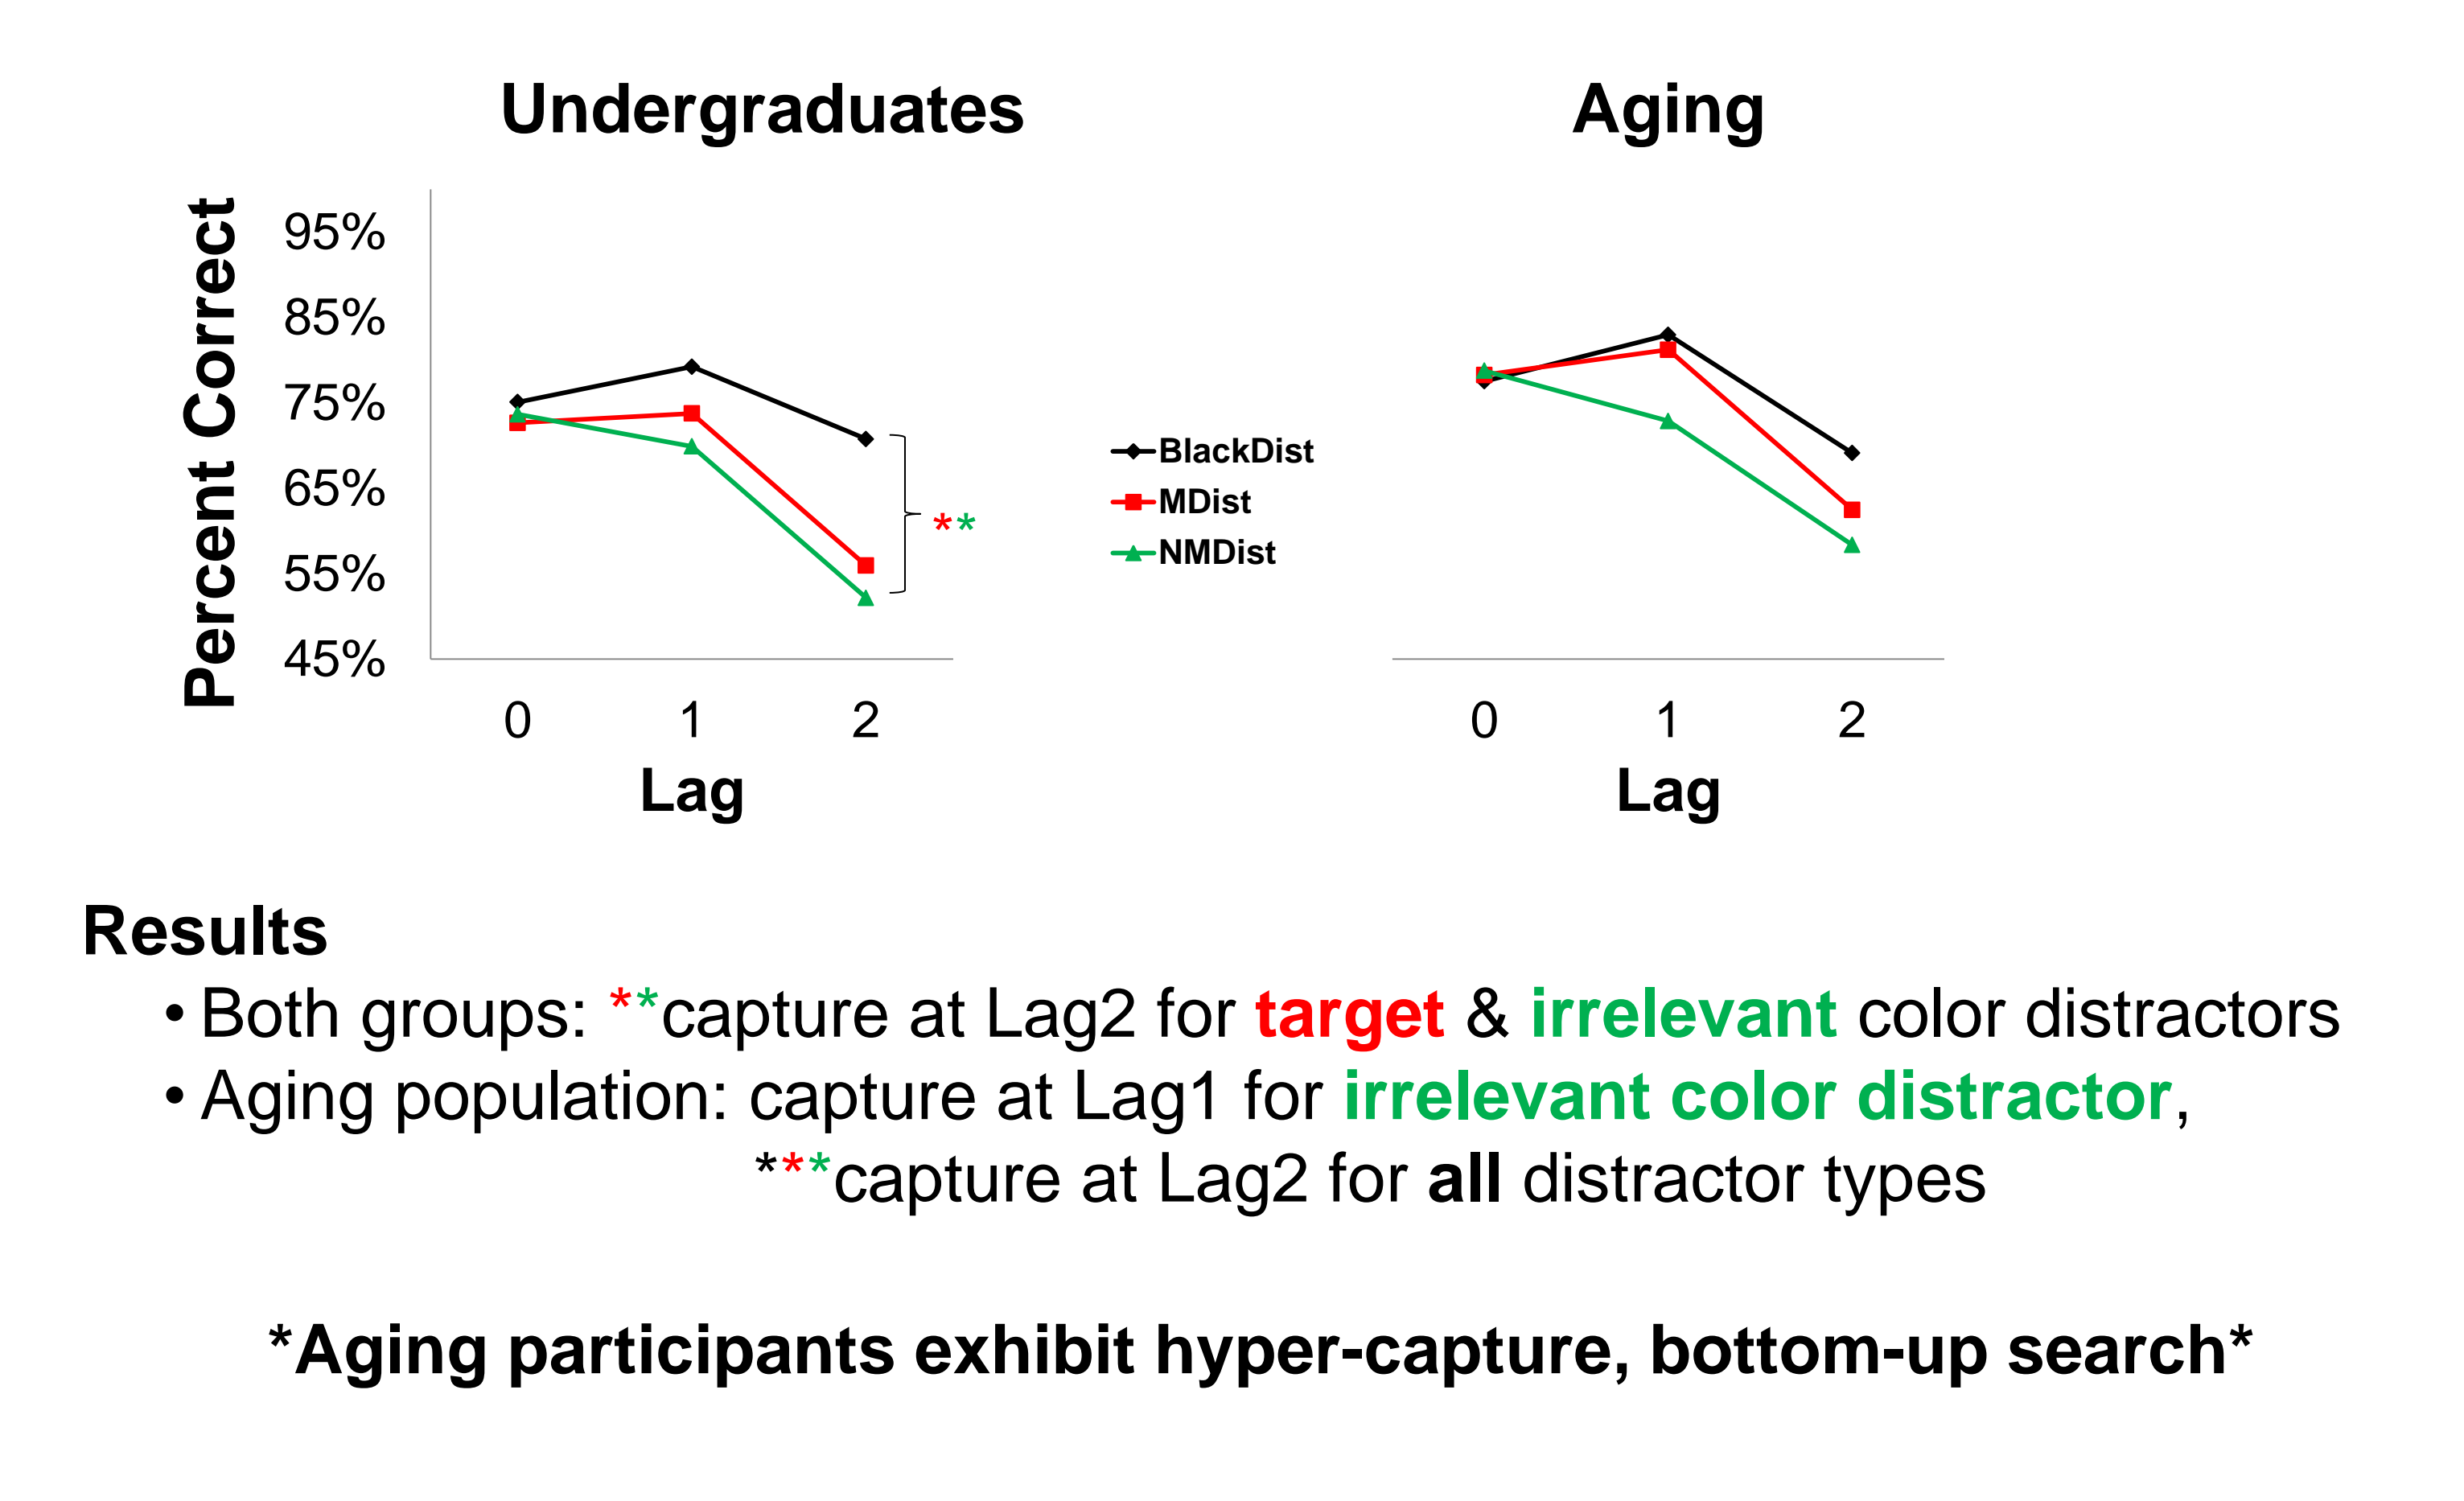 Undergraduates
Aging
Percent Correct
95%
85%
75%
65%
55%
45%
**
BlackDist
MDist
NMDist
0 1 2
Lag
0 1 2
Lag
Results
• Both groups: **capture at Lag2 for target & irrelevant color distractors
• Aging population: capture at Lag1 for irrelevant color distractor,
***capture at Lag2 for all distractor types
*Aging participants exhibit hyper-capture, bottom-up search*